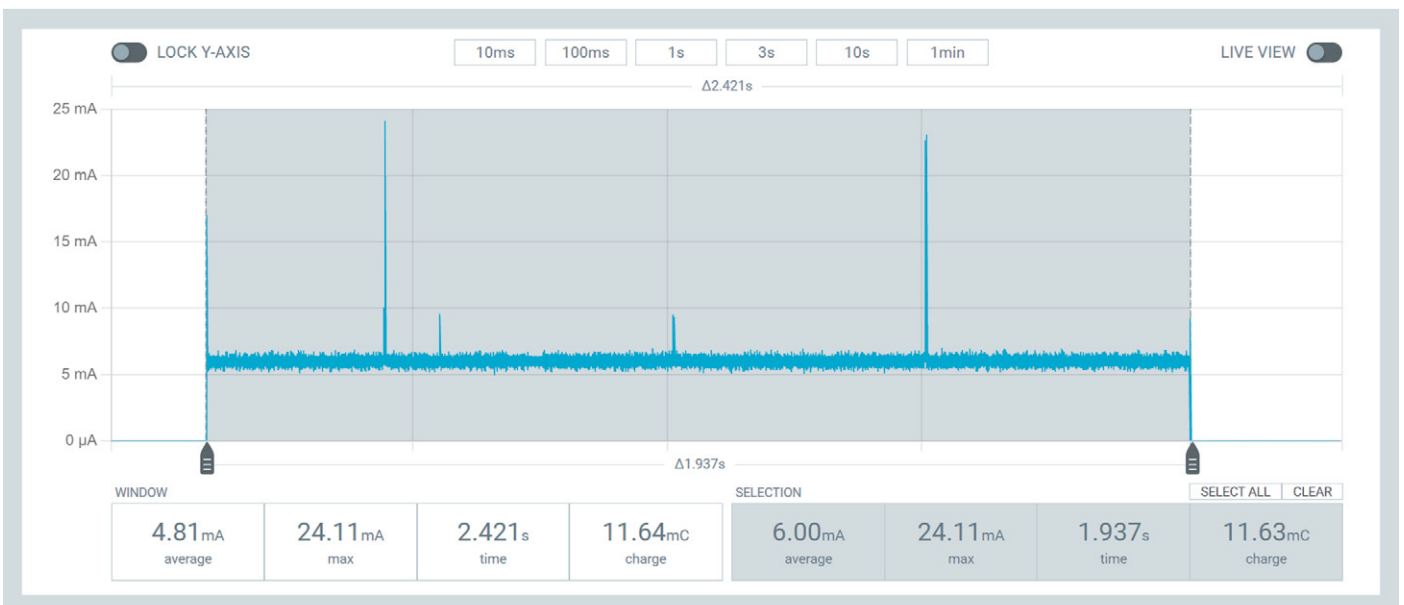 LOCK Y-AXIS 10ms 100ms 1s 3s 10s 1min LIVE VIEW
Δ2.421s
25 mA
20 mA
15 mA
10 mA
5 mA
0 µA
Δ1.937s
WINDOW SELECTION SELECT ALL CLEAR
4.81mA 24.11mA 2.421s 11.64mC 6.00mA 24.11mA 1.937s 11.63mC
average max time charge average max time charge